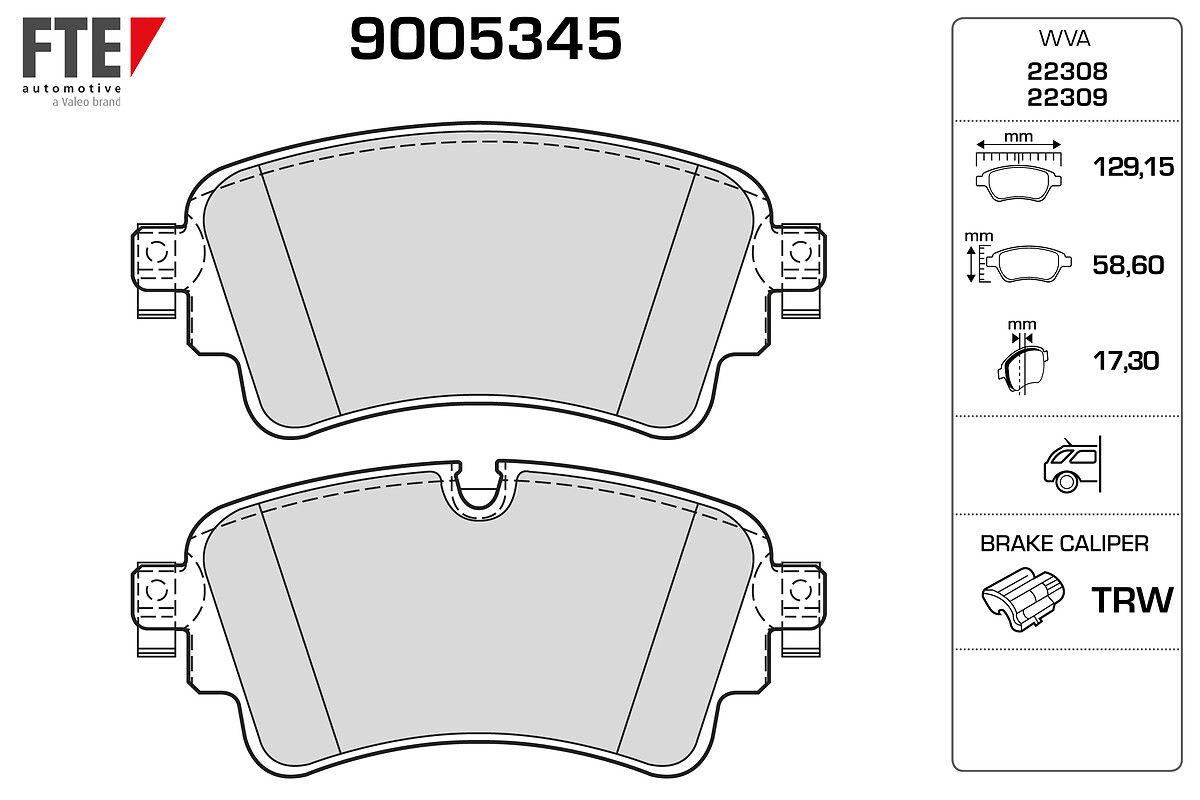 FTE
automotive
a Valeo brand
9005345
WVA
22308
22309
mm
129,15
mm
58,60
mm
17,30
BRAKE CALIPER
TRW